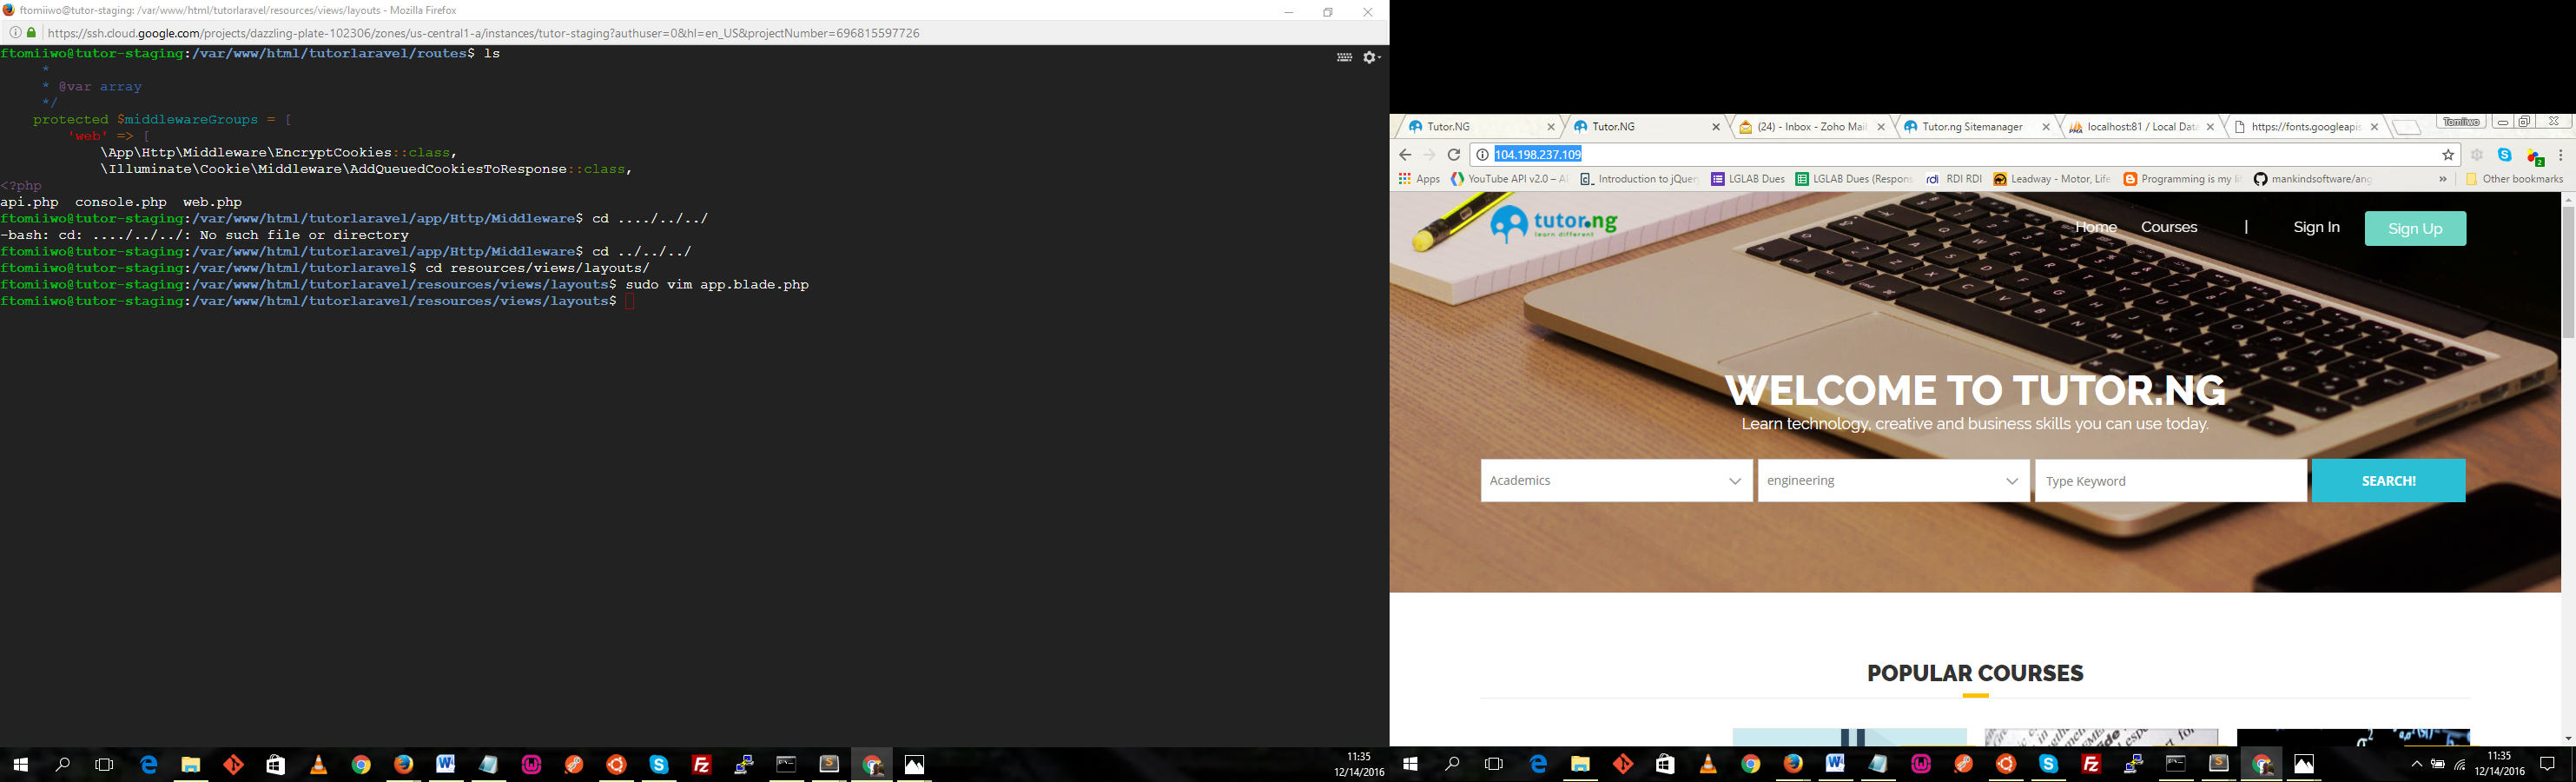 ftomiiwo@tutor-staging: /var/www/html/tutorlaravel/resources/views/layouts - Mozilla Firefox
https://ssh.cloud.google.com/projects/dazzling-plate-102306/zones/us-central1-a/instances/tutor-staging?authuser=0&hl=en_US&projectNumber=696815597726
ftomiiwo@tutor-staging:/var/www/html/tutorlaravel/routes$ ls
*
* @var array
*/
protected $middlewareGroups = [
'web' => [
\App\Http\Middleware\EncryptCookies::class,
\Illuminate\Cookie\Middleware\AddQueuedCookiesToResponse::class,
<?php
api.php  console.php  web.php
ftomiiwo@tutor-staging:/var/www/html/tutorlaravel/app/Http/Middleware$ cd ..../../../
-bash: cd: ..../../../: No such file or directory
ftomiiwo@tutor-staging:/var/www/html/tutorlaravel/app/Http/Middleware$ cd ../../../
ftomiiwo@tutor-staging:/var/www/html/tutorlaravel$ cd resources/views/layouts/
ftomiiwo@tutor-staging:/var/www/html/tutorlaravel/resources/views/layouts$ sudo vim app.blade.php
ftomiiwo@tutor-staging:/var/www/html/tutorlaravel/resources/views/layouts$
11:35
12/14/2016
Tutor.NG
Tutor.NG
(24) - Inbox - Zoho Mail
Tutor.ng Sitemanager
localhost:81 / Local Data
https://fonts.googleapis
Tomiiwo
104.198.237.109
Apps
YouTube API v2.0 – A
Introduction to jQuery
LGLAB Dues
LGLAB Dues (Respons
rdi RDI RDI
Leadway - Motor, Life
Programming is my li
mankindsoftware/ang
»
Other bookmarks
tutor.ng
learn different
Home
Courses
|
Sign In
Sign Up
WELCOME TO TUTOR.NG
Learn technology, creative and business skills you can use today.
Academics
engineering
Type Keyword
SEARCH!
POPULAR COURSES
11:35
12/14/2016